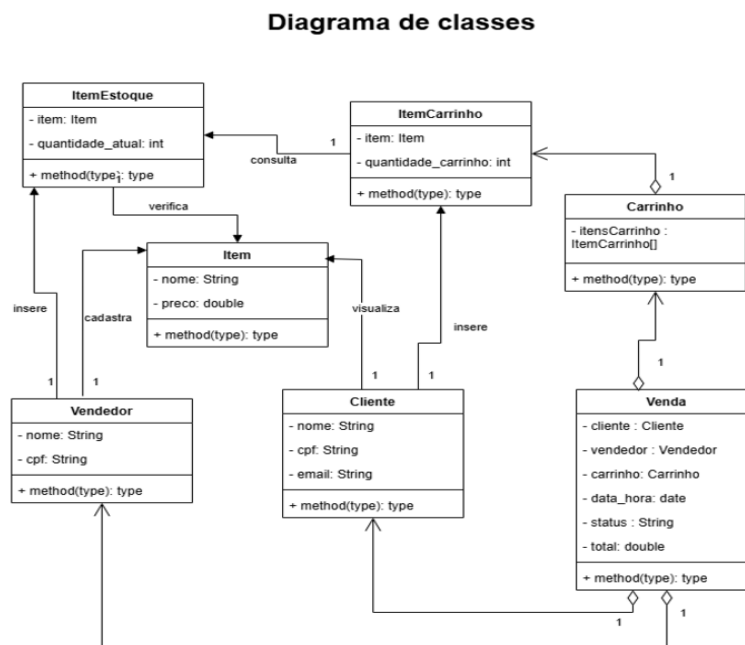 Diagrama de classes
ItemEstoque
- item: Item
- quantidade_atual: int
+ method(type): type
1
ItemCarrinho
- item: Item
- quantidade_carrinho: int
+ method(type): type
1
consulta
Carrinho
- itensCarrinho :
ItemCarrinho[]
+ method(type): type
1
verifica
Item
- nome: String
- preco: double
+ method(type): type
insere
cadastra
visualiza
insere
1
1
1
1
1
Vendedor
- nome: String
- cpf: String
+ method(type): type
Cliente
- nome: String
- cpf: String
- email: String
+ method(type): type
Venda
- cliente : Cliente
- vendedor : Vendedor
- carrinho: Carrinho
- data_hora: date
- status : String
- total: double
+ method(type): type
1
1